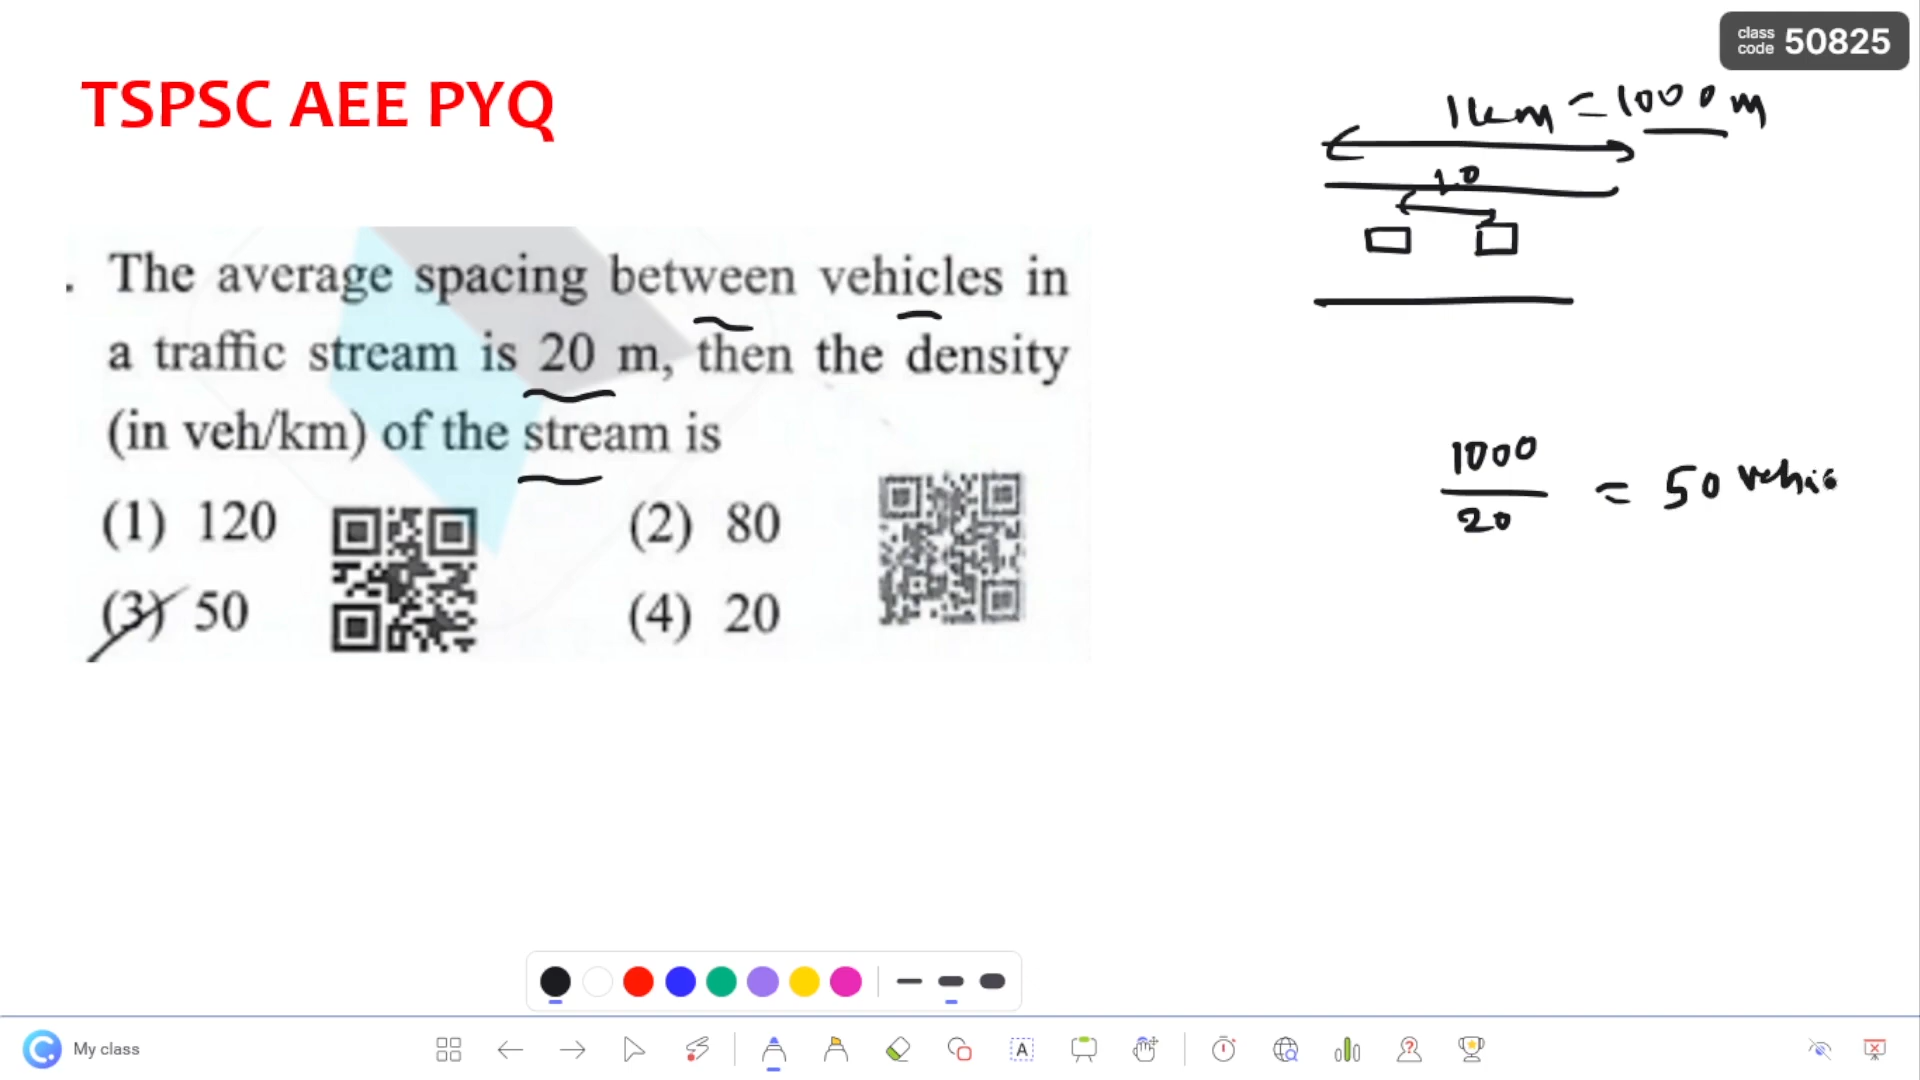 class code 50825
TSPSC AEE PYQ
1km = 1000 m
. The average spacing between vehicles in
a traffic stream is 20 m, then the density
(in veh/km) of the stream is
(1) 120 (2) 80
(3) 50 (4) 20
1000
20
= 50 vehic
My class
A